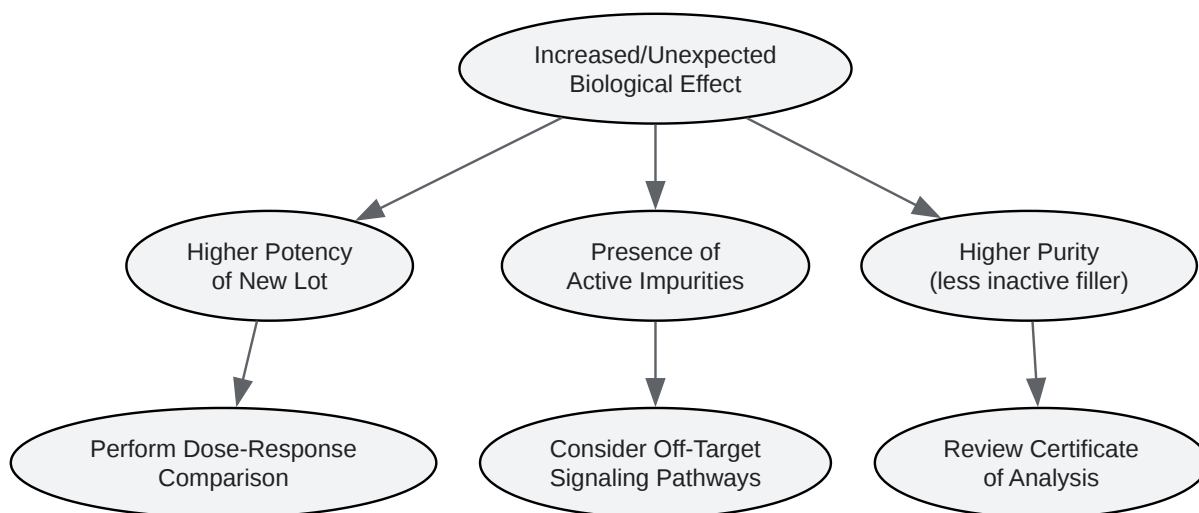 Increased/Unexpected
Biological Effect
Higher Potency
of New Lot
Presence of
Active Impurities
Higher Purity
(less inactive filler)
Perform Dose-Response
Comparison
Consider Off-Target
Signaling Pathways
Review Certificate
of Analysis